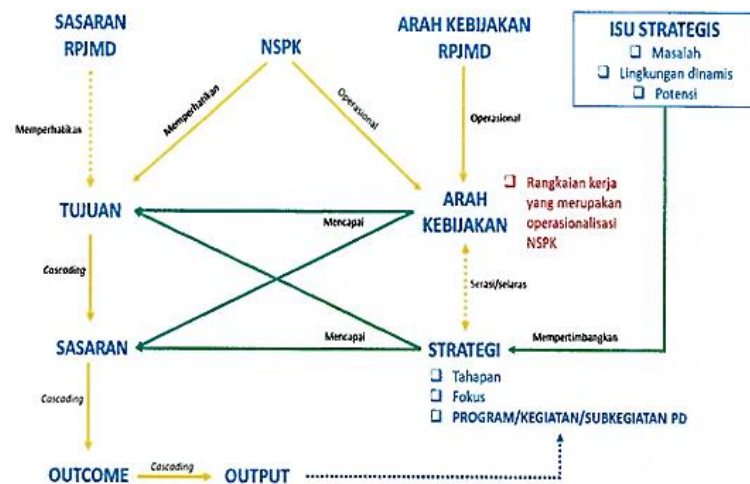 SASARAN
RPJMD
NSPK
ARAH KEBIJAKAN
RPJMD
ISU STRATEGIS
Masalah
Lingkungan dinamis
Potensi
Memperhatikan
Memperhatikan
Operasional
Operasional
TUJUAN
ARAH
KEBIJAKAN
Rangkaian kerja
yang merupakan
operasionalisasi
NSPK
Mencapai
Cascading
Serasi/selaras
Mencapai
Mempertimbangkan
SASARAN
STRATEGI
Tahapan
Fokus
PROGRAM/KEGIATAN/SUBKEGIATAN PD
Cascading
OUTCOME
Cascading
OUTPUT